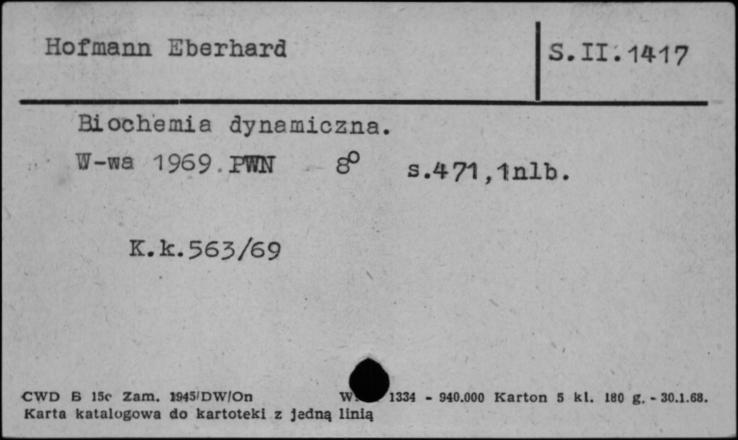 Hofmann Eberhard
S.II.1417
Biochemia dynamiczna.
W-wa 1969.PWN 8º s.471,1nlb.
K.k.563/69
CWD B 15c Zam. 1945/DW/On 1334 - 940.000 Karton 5 kl. 180 g. - 30.1.68.
Karta katalogowa do kartoteki z jedną linią